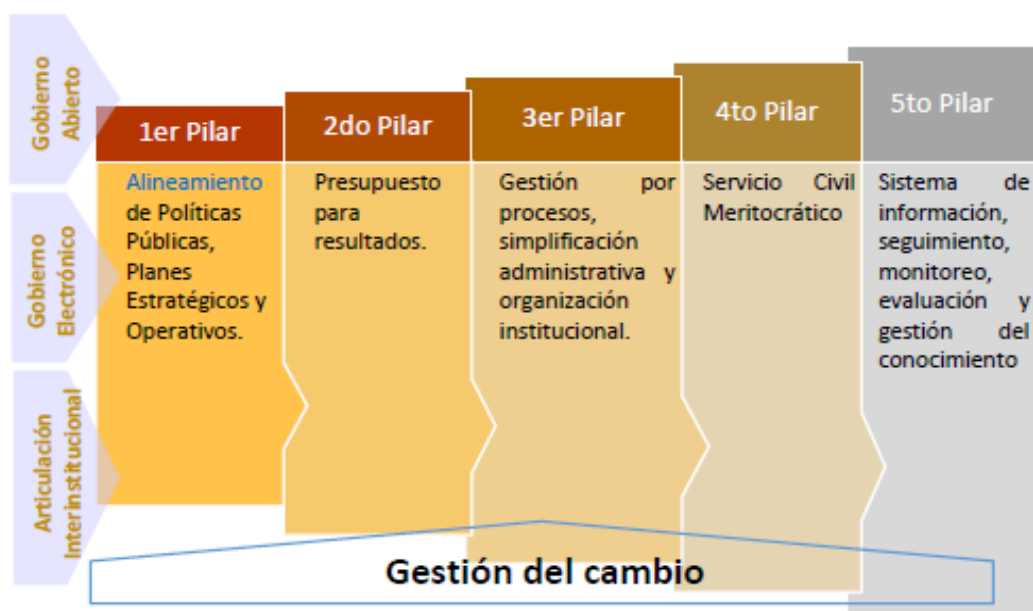 Gobierno
Abierto
Gobierno
Electrónico
Articulación
Interinstitucional
1er Pilar
Alineamiento
de Políticas
Públicas,
Planes
Estratégicos y
Operativos.
2do Pilar
Presupuesto
para
resultados.
3er Pilar
Gestión por
procesos,
simplificación
administrativa y
organización
institucional.
4to Pilar
Servicio Civil
Meritocrático
5to Pilar
Sistema de
información,
seguimiento,
monitoreo,
evaluación y
gestión del
conocimiento
Gestión del cambio